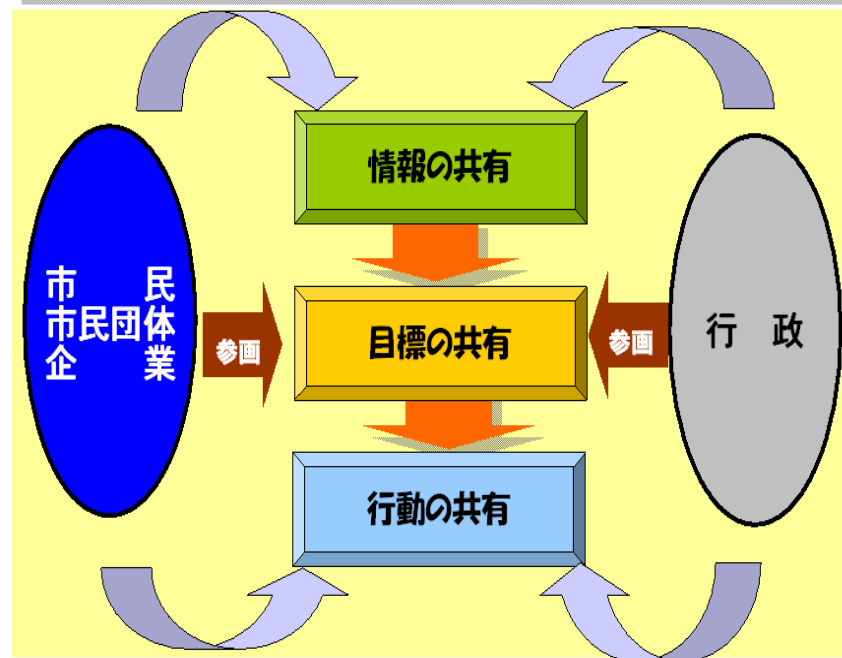 情報の共有
市　　民
市民団体
企　　業
参画
目標の共有
参画
行　政
行動の共有